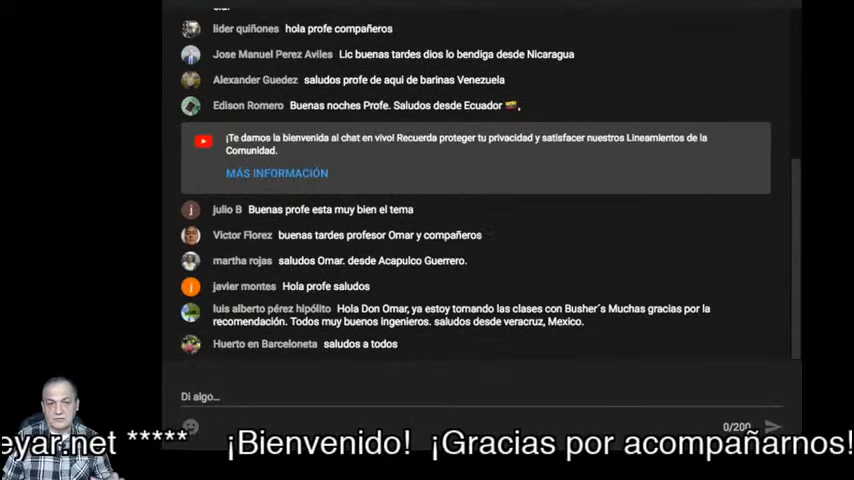 lider quiñones hola profe compañeros
Jose Manuel Perez Aviles Lic buenas tardes dios lo bendiga desde Nicaragua
Alexander Guedez saludos profe de aqui de barinas Venezuela
Edison Romero Buenas noches Profe. Saludos desde Ecuador 🇪🇨,
¡Te damos la bienvenida al chat en vivo! Recuerda proteger tu privacidad y satisfacer nuestros Lineamientos de la
Comunidad.
MÁS INFORMACIÓN
j julio B Buenas profe esta muy bien el tema
Victor Florez buenas tardes profesor Omar y compañeros
martha rojas saludos Omar. desde Acapulco Guerrero.
j javier montes Hola profe saludos
luis alberto pérez hipólito Hola Don Omar, ya estoy tomando las clases con Busher´s Muchas gracias por la
recomendación. Todos muy buenos ingenieros. saludos desde veracruz, Mexico.
Huerto en Barceloneta saludos a todos
Di algo...
0/200
eyar.net ***** ¡Bienvenido! ¡Gracias por acompañarnos!